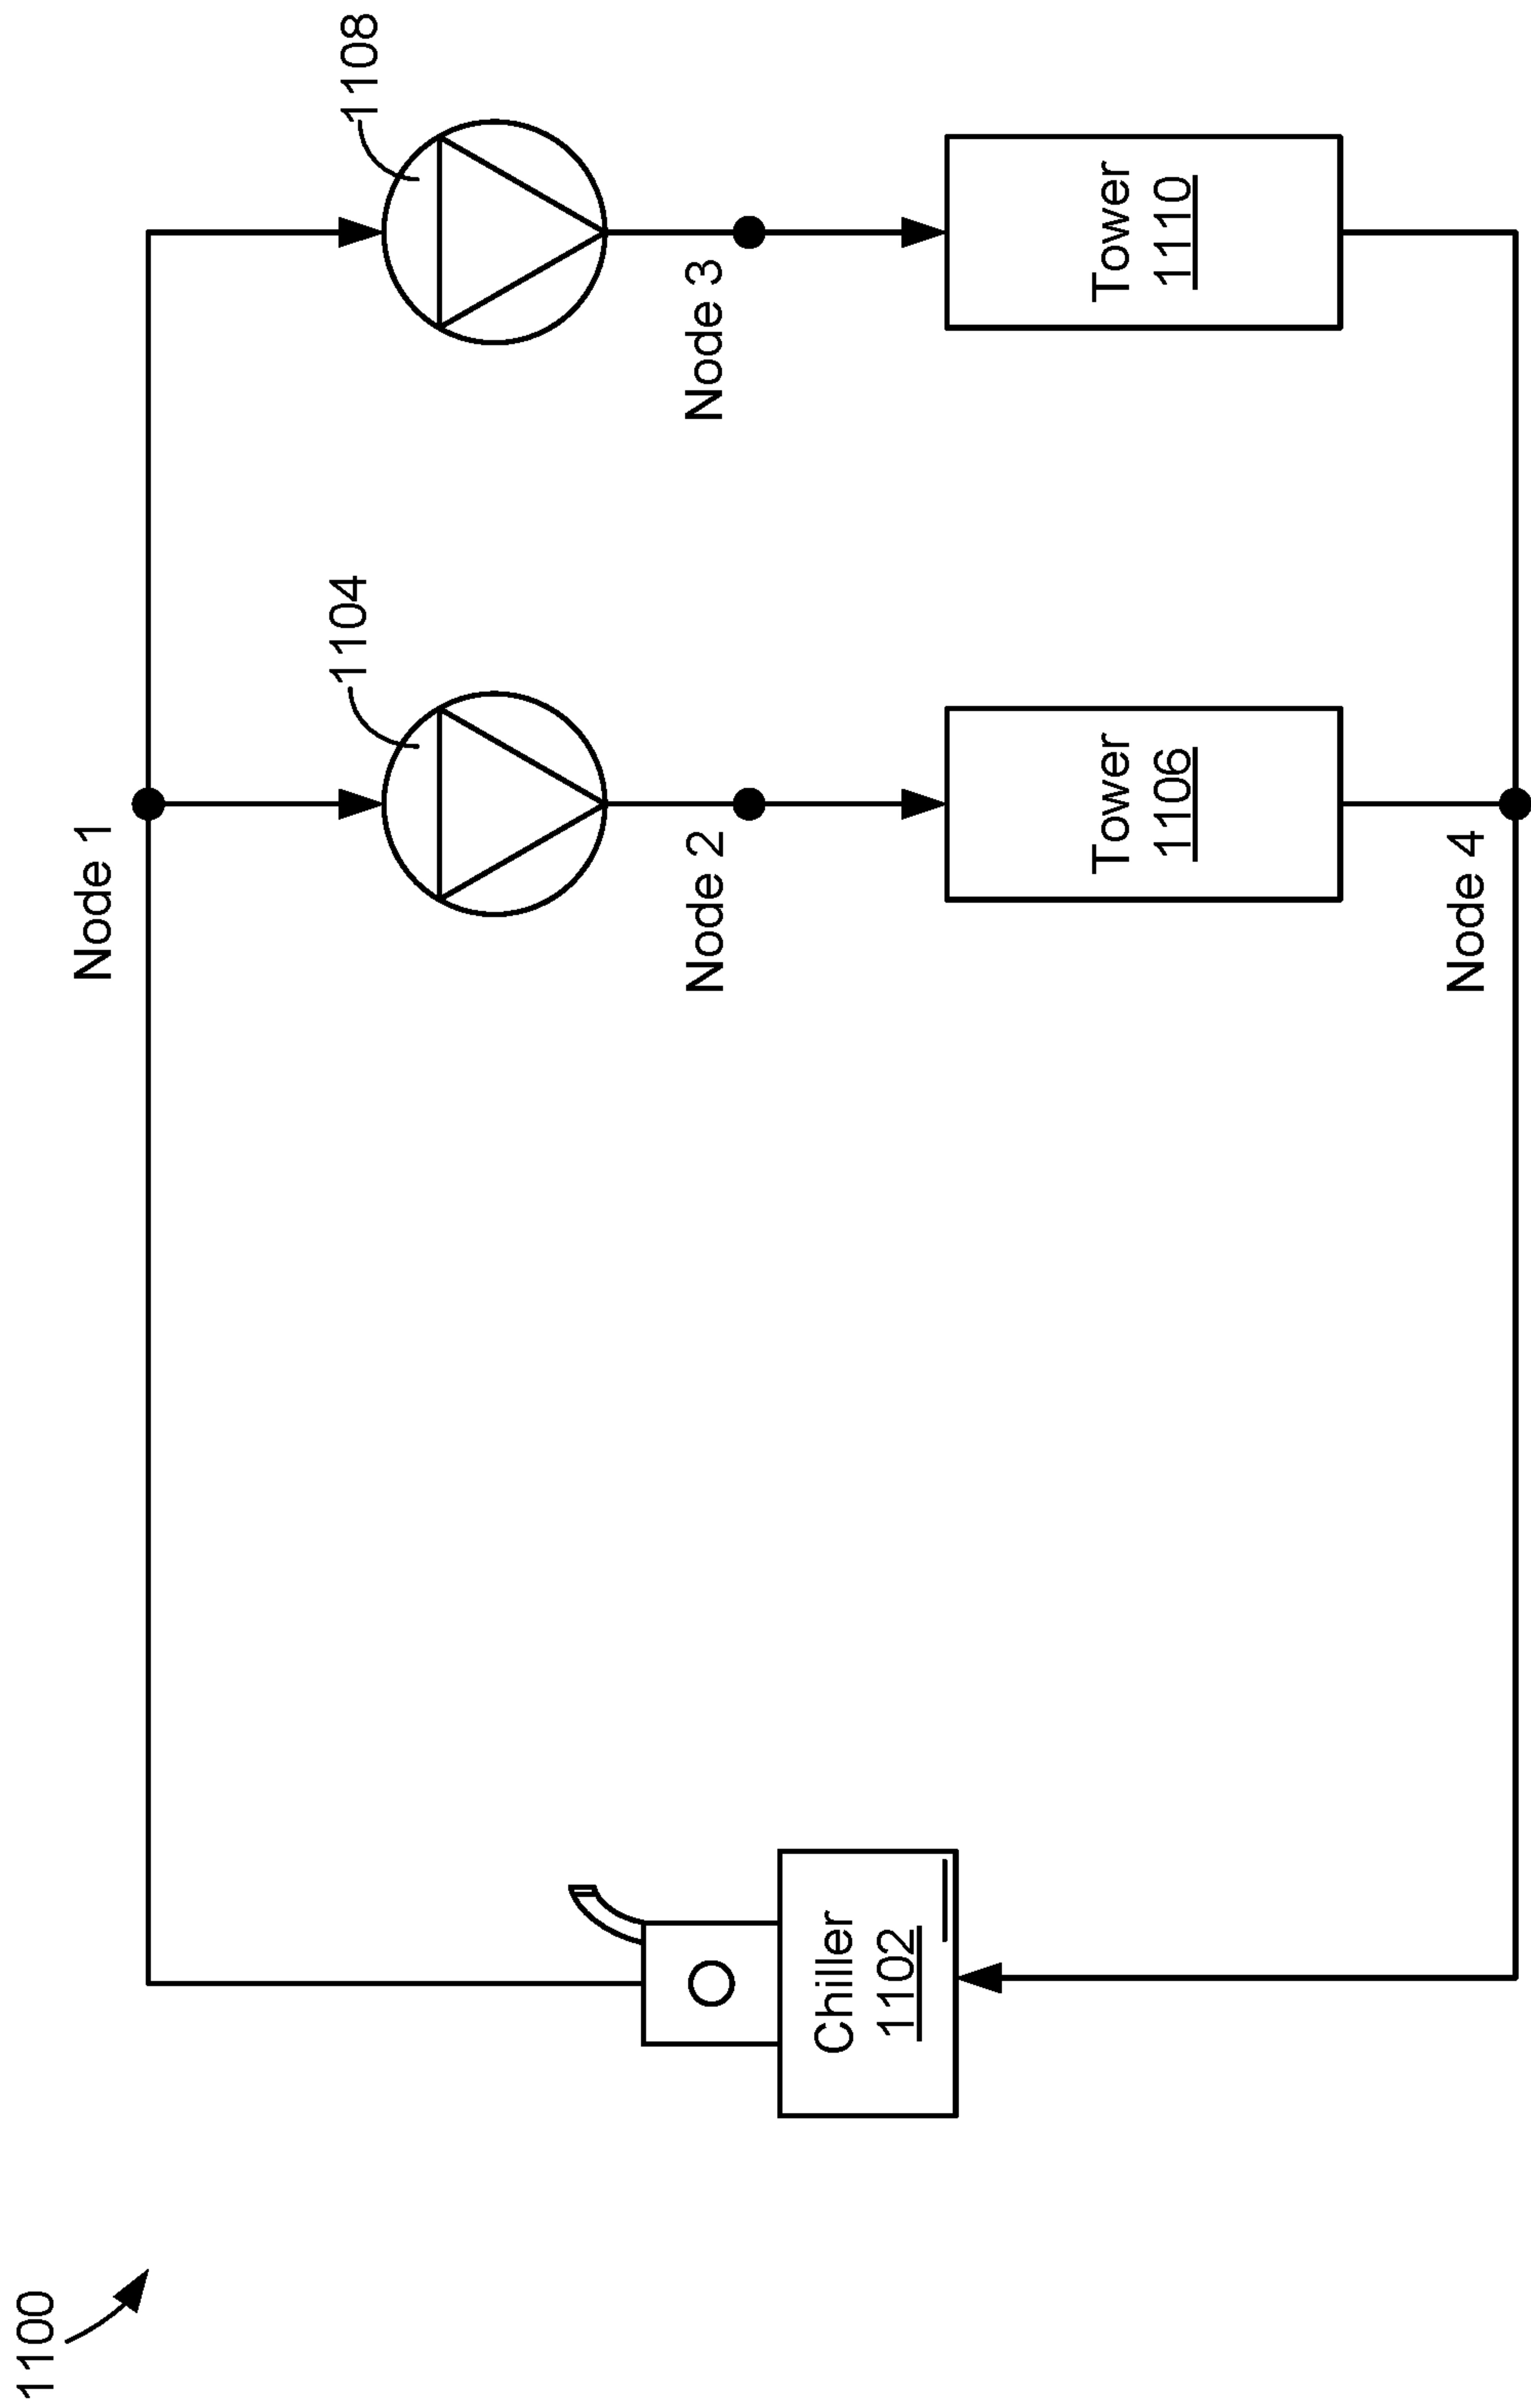 1100
Node 1
1104
1108
Node 2
Node 3
Chiller
1102
Tower
1106
Tower
1110
Node 4